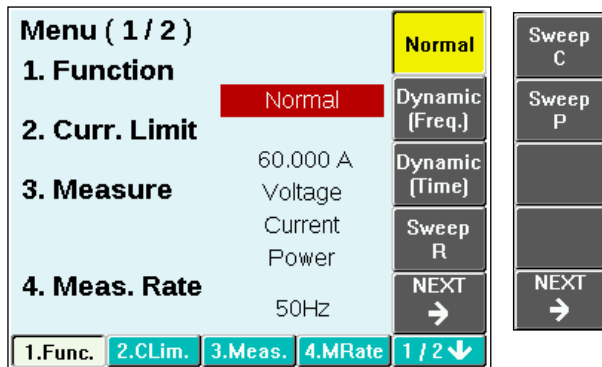 Menu ( 1 / 2 )
1. Function
Normal
2. Curr. Limit
60.000 A
3. Measure
Voltage
Current
Power
4. Meas. Rate
50Hz
1.Func.
2.CLim.
3.Meas.
4.MRate
1 / 2 ↓
Normal
Dynamic
(Freq.)
Dynamic
(Time)
Sweep
R
NEXT
→
Sweep
C
Sweep
P
NEXT
→